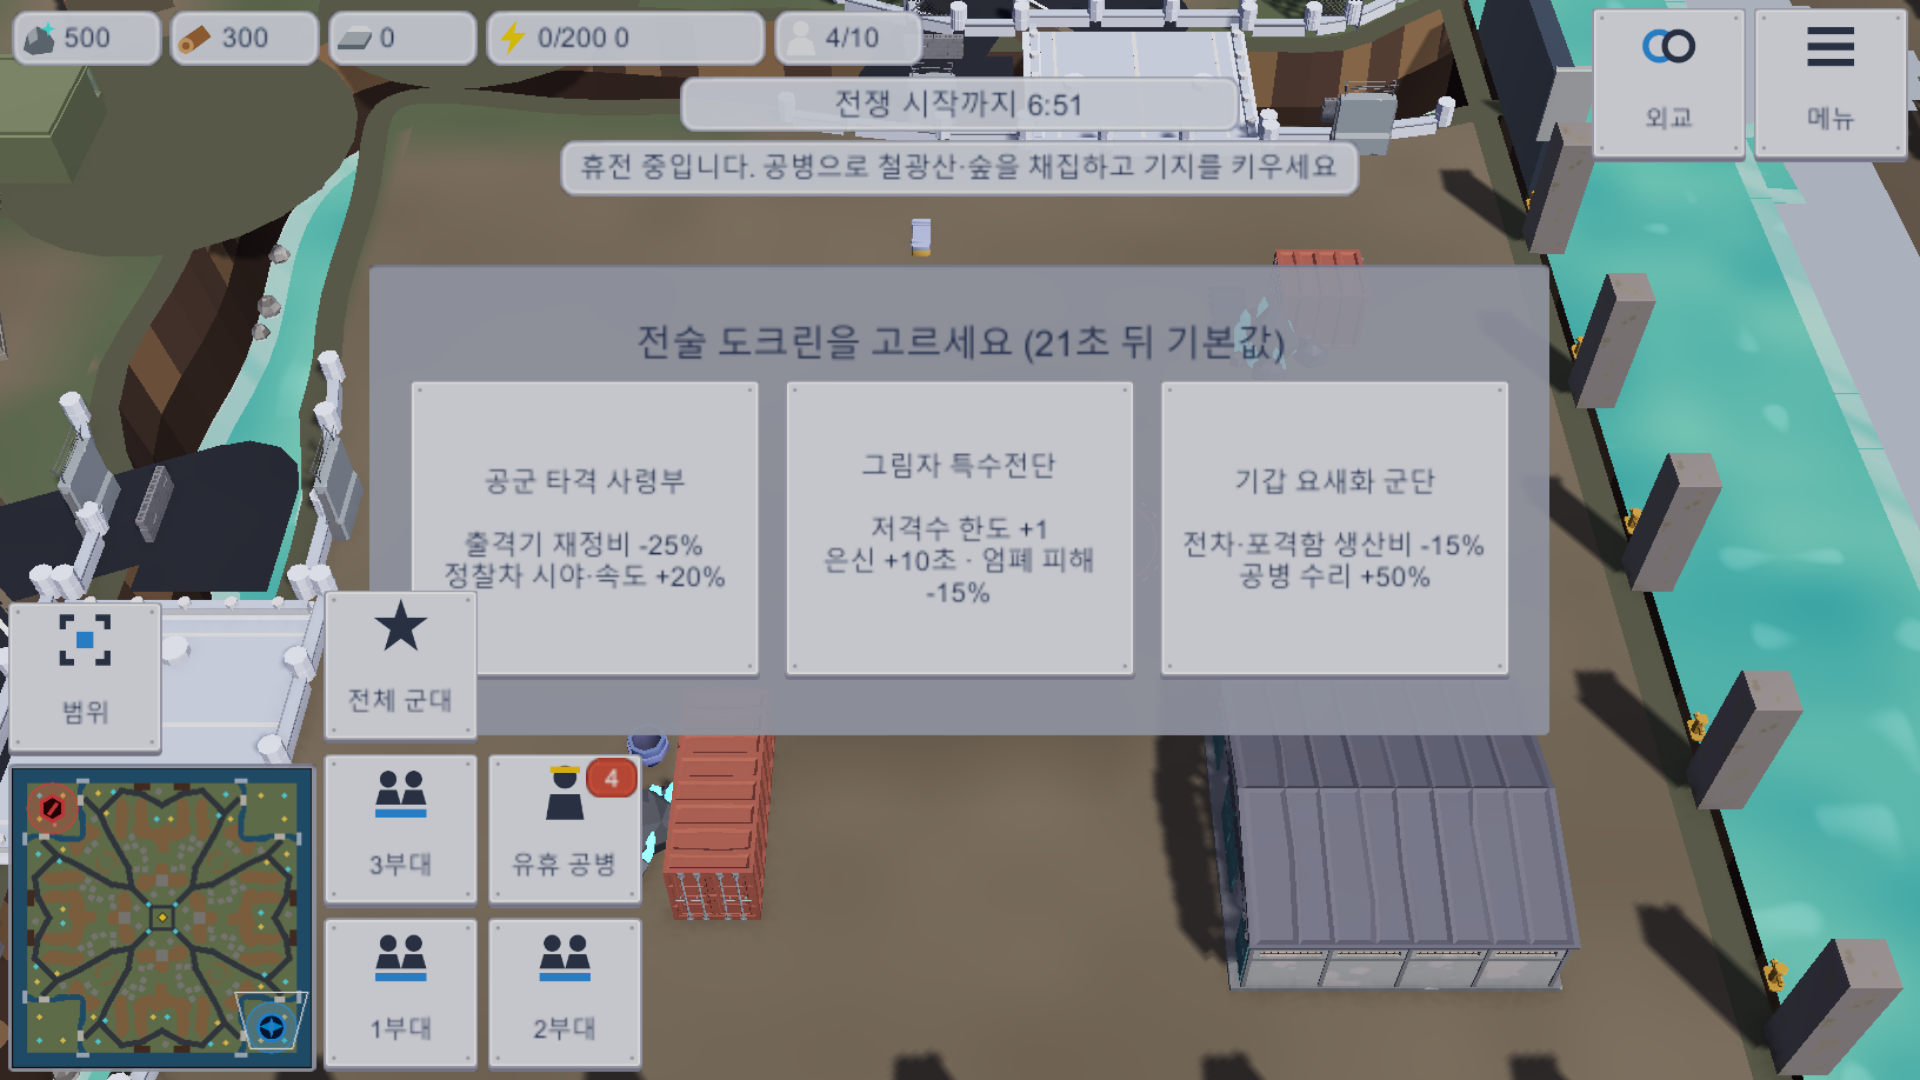 500
300
0
0/200 0
4/10
외교
메뉴
전쟁 시작까지 6:51
휴전 중입니다. 공병으로 철광산·숲을 채집하고 기지를 키우세요
전술 도크린을 고르세요 (21초 뒤 기본값)
공군 타격 사령부
출격기 재정비 -25%
정찰차 시야·속도 +20%
그림자 특수전단
저격수 한도 +1
은신 +10초 · 엄폐 피해
-15%
기갑 요새화 군단
전차·포격함 생산비 -15%
공병 수리 +50%
범위
전체 군대
3부대
4
유휴 공병
1부대
2부대